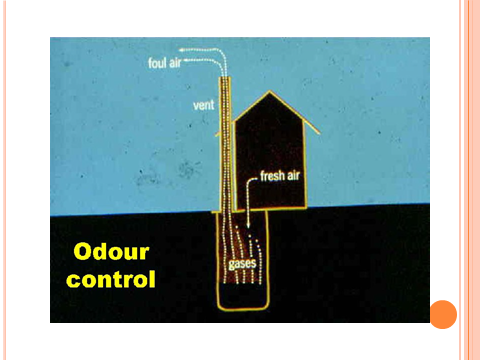 foul air
vent
fresh air
gases
Odour
control